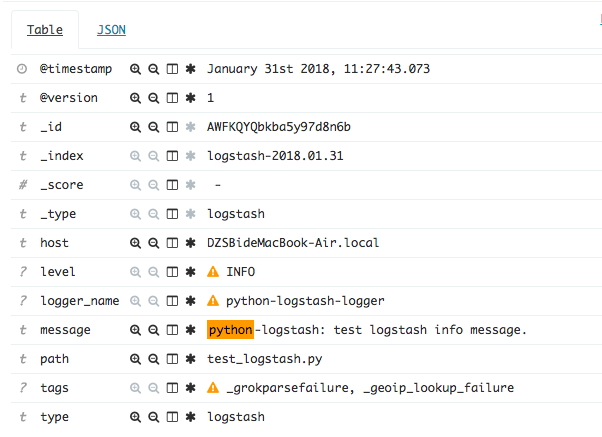 Table JSON
@timestamp January 31st 2018, 11:27:43.073
@version 1
_id AWFKQYQbkba5y97d8n6b
_index logstash-2018.01.31
_score -
_type logstash
host DZSBideMacBook-Air.local
level INFO
logger_name python-logstash-logger
message python-logstash: test logstash info message.
path test_logstash.py
tags _grokparsefailure, _geoip_lookup_failure
type logstash